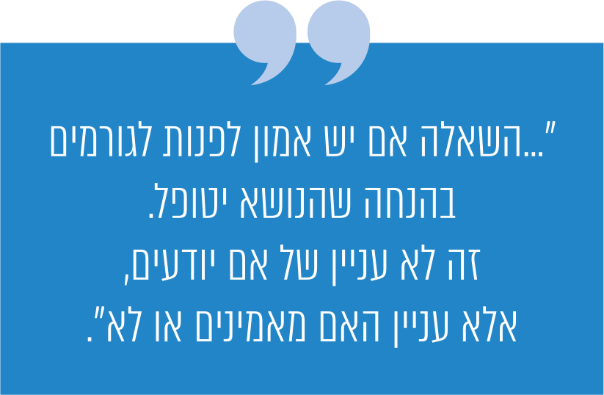 "...השאלה אם יש אמון לפנות לגורמים
בהנחה שהנושא יטופל.
זה לא עניין של אם יודעים,
אלא עניין האם מאמינים או לא".